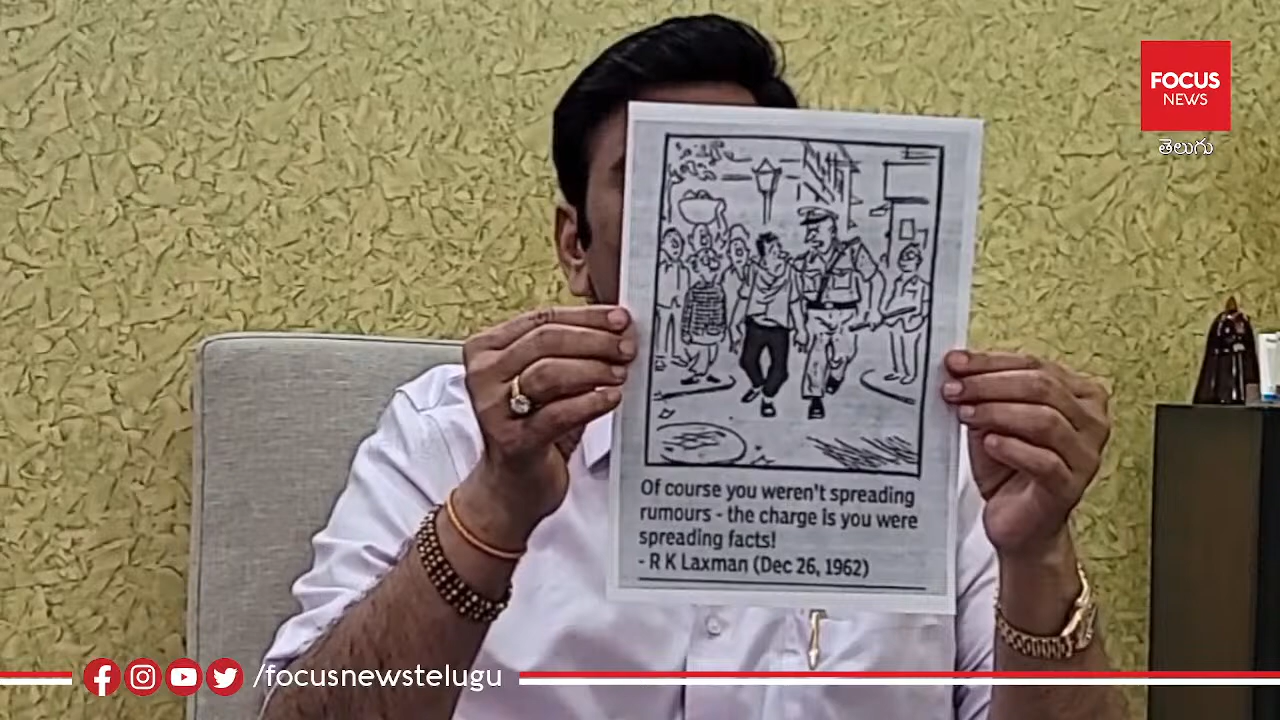 FOCUS
NEWS
తెలుగు
Of course you weren't spreading
rumours - the charge is you were
spreading facts!
- R K Laxman (Dec 26, 1962)
/focusnewstelugu